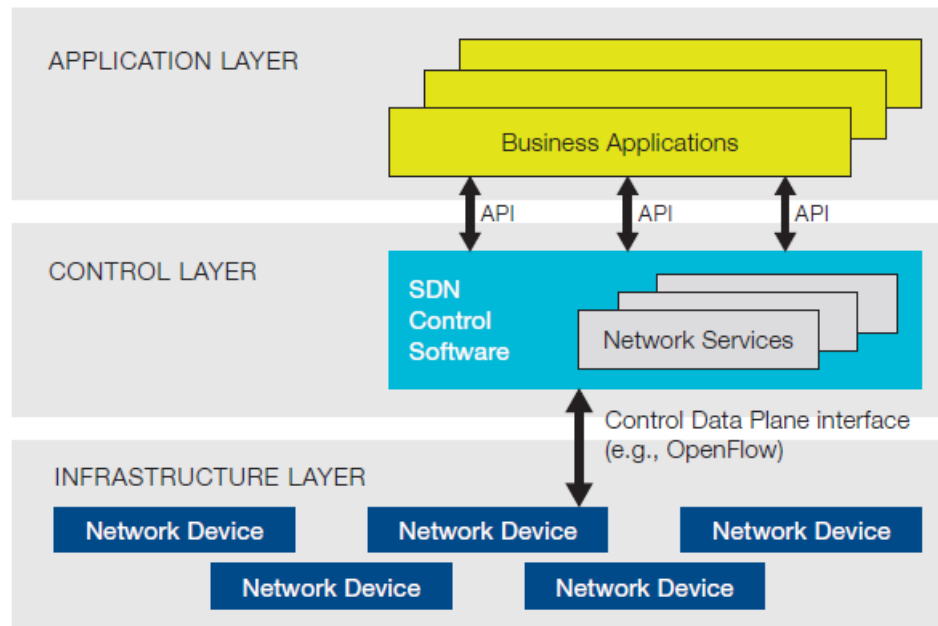 APPLICATION LAYER
Business Applications
API
API
API
CONTROL LAYER
SDN
Control
Software
Network Services
Control Data Plane interface
(e.g., OpenFlow)
INFRASTRUCTURE LAYER
Network Device
Network Device
Network Device
Network Device
Network Device